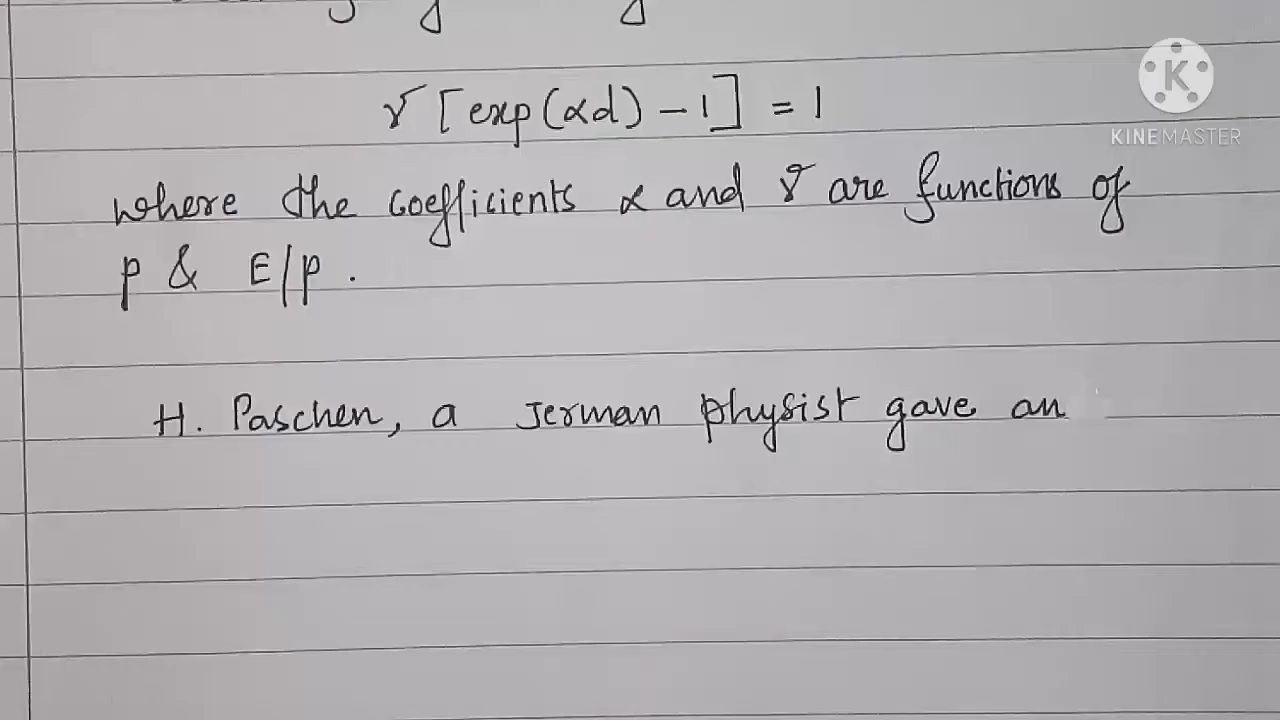 γ [exp(αd) - 1] = 1
where the coefficients α and γ are functions of
p & E/p.
H. Paschen, a Jerman physist gave an
K
KINEMASTER